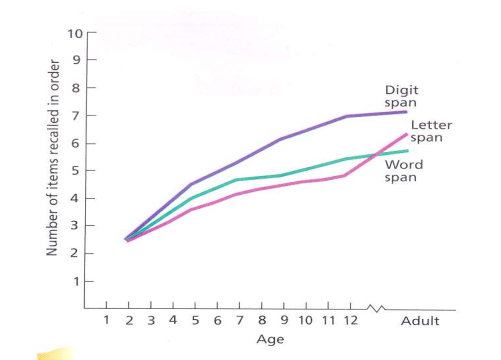 10
9
8
7
6
5
4
3
2
1
Number of items recalled in order
Digit
span
Letter
span
Word
span
1 2 3 4 5 6 7 8 9 10 11 12 Adult
Age